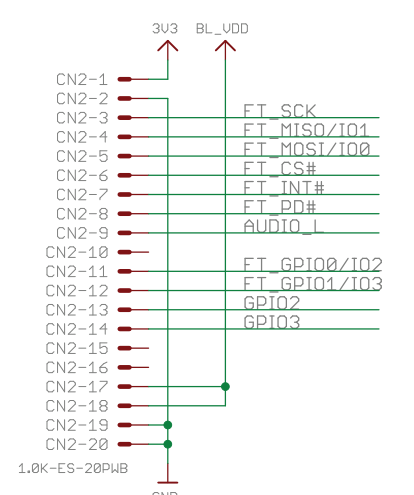 3V3 BL_VDD
CN2-1
CN2-2
CN2-3 FT_SCK
CN2-4 FT_MISO/IO1
CN2-5 FT_MOSI/IO0
CN2-6 FT_CS#
CN2-7 FT_INT#
CN2-8 FT_PD#
CN2-9 AUDIO_L
CN2-10
CN2-11 FT_GPIO0/IO2
CN2-12 FT_GPIO1/IO3
CN2-13 GPIO2
CN2-14 GPIO3
CN2-15
CN2-16
CN2-17
CN2-18
CN2-19
CN2-20
1.0K-ES-20PWB